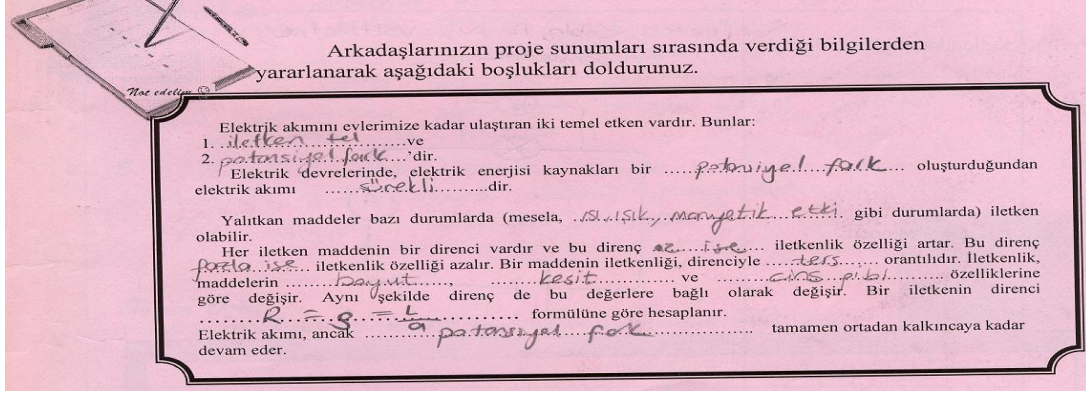 Arkadaşlarınızın proje sunumları sırasında verdiği bilgilerden
yararlanarak aşağıdaki boşlukları doldurunuz.
Not edelim
Elektrik akımını evlerimize kadar ulaştıran iki temel etken vardır. Bunlar:
1. ..iletken tel..........ve
2. potansiyel fark....'dir.
Elektrik devrelerinde, elektrik enerjisi kaynakları bir .....potansiyel...fark.... oluşturduğundan
elektrik akımı ......sürekli.........dir.
Yalıtkan maddeler bazı durumlarda (mesela, .ısı..ışık,.manyetik...etki. gibi durumlarda) iletken
olabilir.
Her iletken maddenin bir direnci vardır ve bu direnç az....ise.... iletkenlik özelliği artar. Bu direnç
fazla..ise... iletkenlik özelliği azalır. Bir maddenin iletkenliği, direnciyle .....ters....... orantılıdır. İletkenlik,
maddelerin .........boyut....., ........kesit.......... ve ..........cins.gibi......... özelliklerine
göre değişir. Aynı şekilde direnç de bu değerlere bağlı olarak değişir. Bir iletkenin direnci
........R = ρ = L/a.............. formülüne göre hesaplanır.
Elektrik akımı, ancak ...........potansiyel fark................ tamamen ortadan kalkıncaya kadar
devam eder.